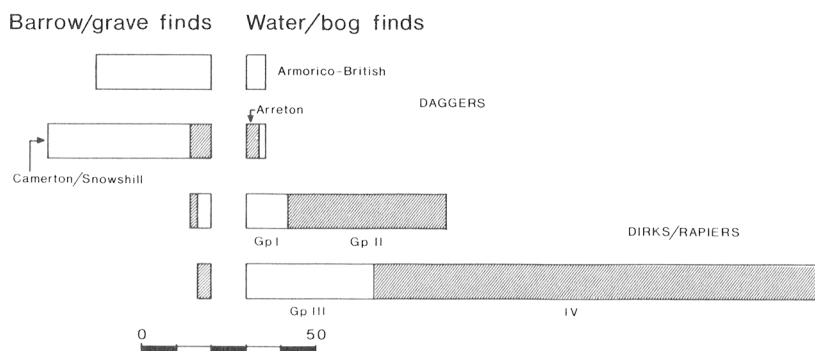 Barrow/grave finds Water/bog finds
Armorico-British
DAGGERS
Arreton
Camerton/Snowshill
DIRKS/RAPIERS
Gp I Gp II
Gp III IV
0 50